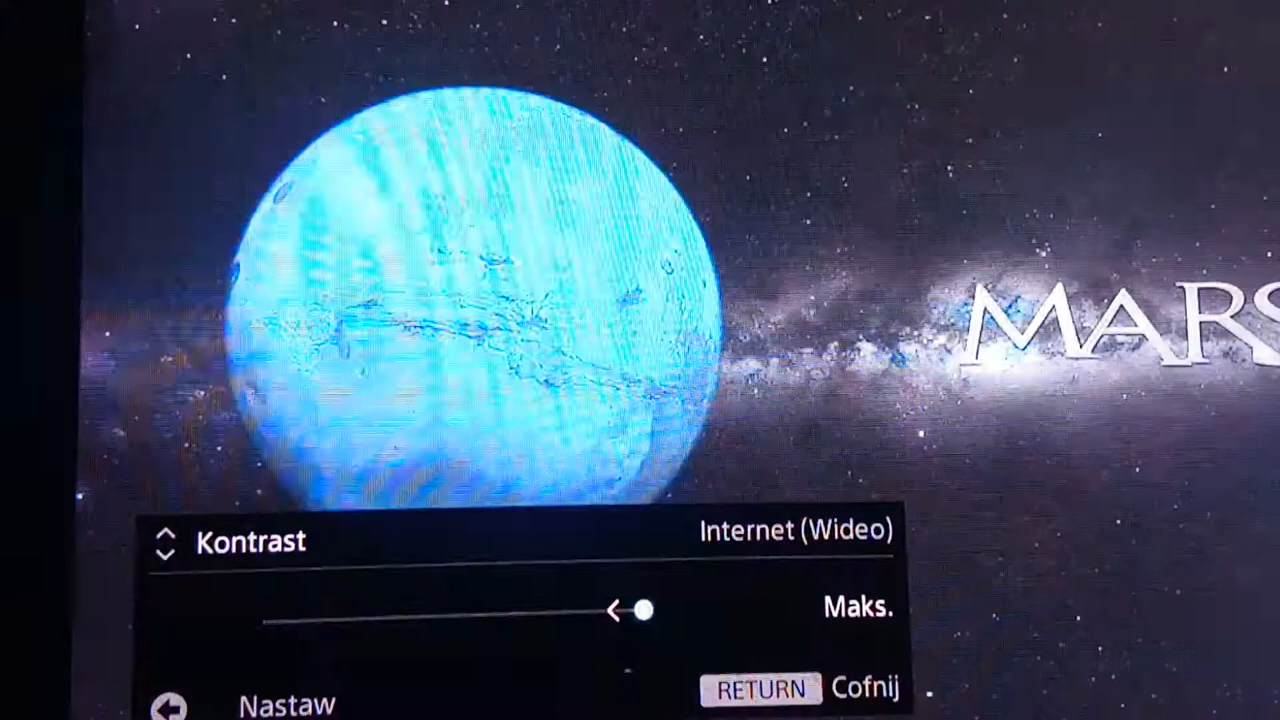 MARS
Kontrast
Internet (Wideo)
Maks.
Nastaw
RETURN Cofnij